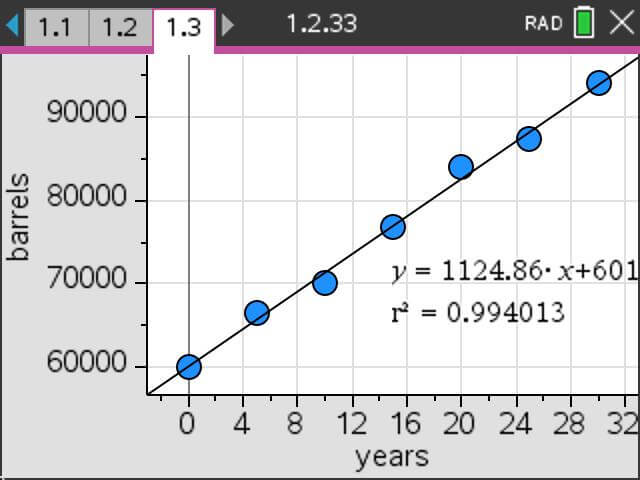 1.1 1.2 1.3 1.2.33 RAD
90000
80000
70000
60000
barrels
y = 1124.86· x+601
r² = 0.994013
0 4 8 12 16 20 24 28 32
years